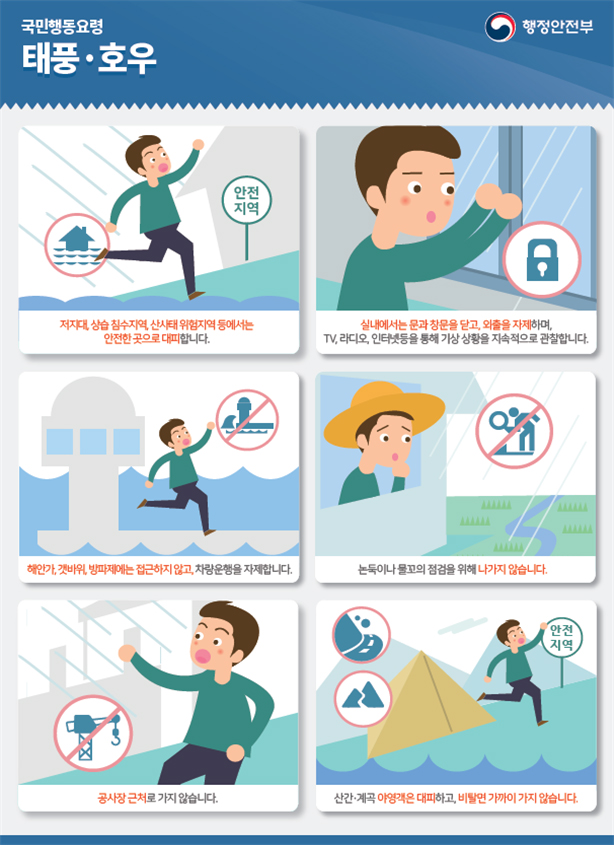 국민행동요령
태풍·호우
행정안전부
안전
지역
저지대, 상습 침수지역, 산사태 위험지역 등에서는
안전한 곳으로 대피합니다.
실내에서는 문과 창문을 닫고, 외출을 자제하며,
TV, 라디오, 인터넷등을 통해 기상 상황을 지속적으로 관찰합니다.
해안가, 갯바위, 방파제에는 접근하지 않고, 차량운행을 자제합니다.
논둑이나 물꼬의 점검을 위해 나가지 않습니다.
공사장 근처로 가지 않습니다.
안전
지역
산간·계곡 야영객은 대피하고, 비탈면 가까이 가지 않습니다.